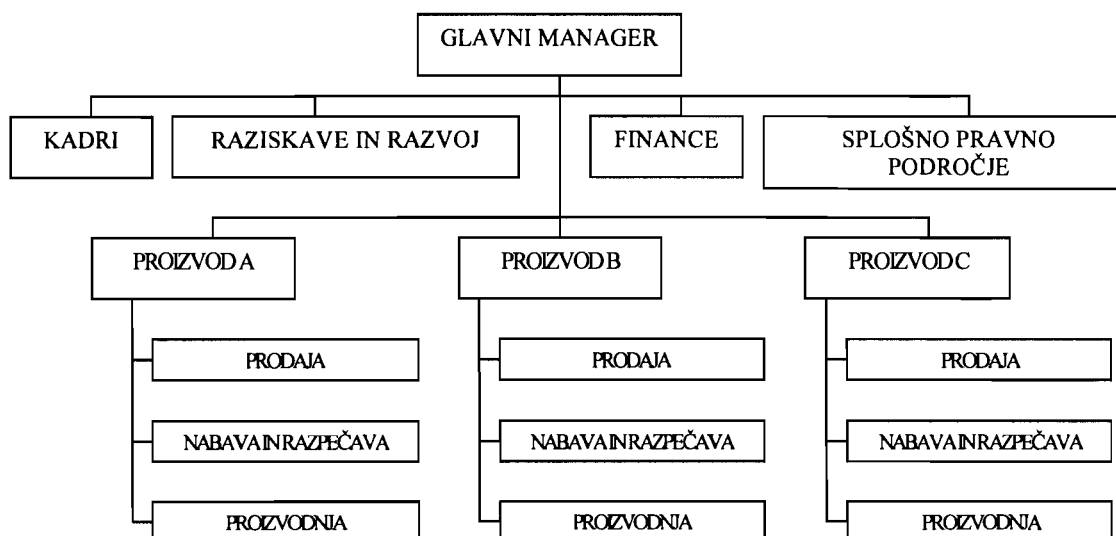 GLAVNI MANAGER
KADRI
RAZISKAVE IN RAZVOJ
FINANCE
SPLOŠNO PRAVNO
PODROČJE
PROIZVOD A
PROIZVOD B
PROIZVOD C
PRODAJA
PRODAJA
PRODAJA
NABAVA IN RAZPEČAVA
NABAVA IN RAZPEČAVA
NABAVA IN RAZPEČAVA
PROIZVODNJA
PROIZVODNJA
PROIZVODNJA